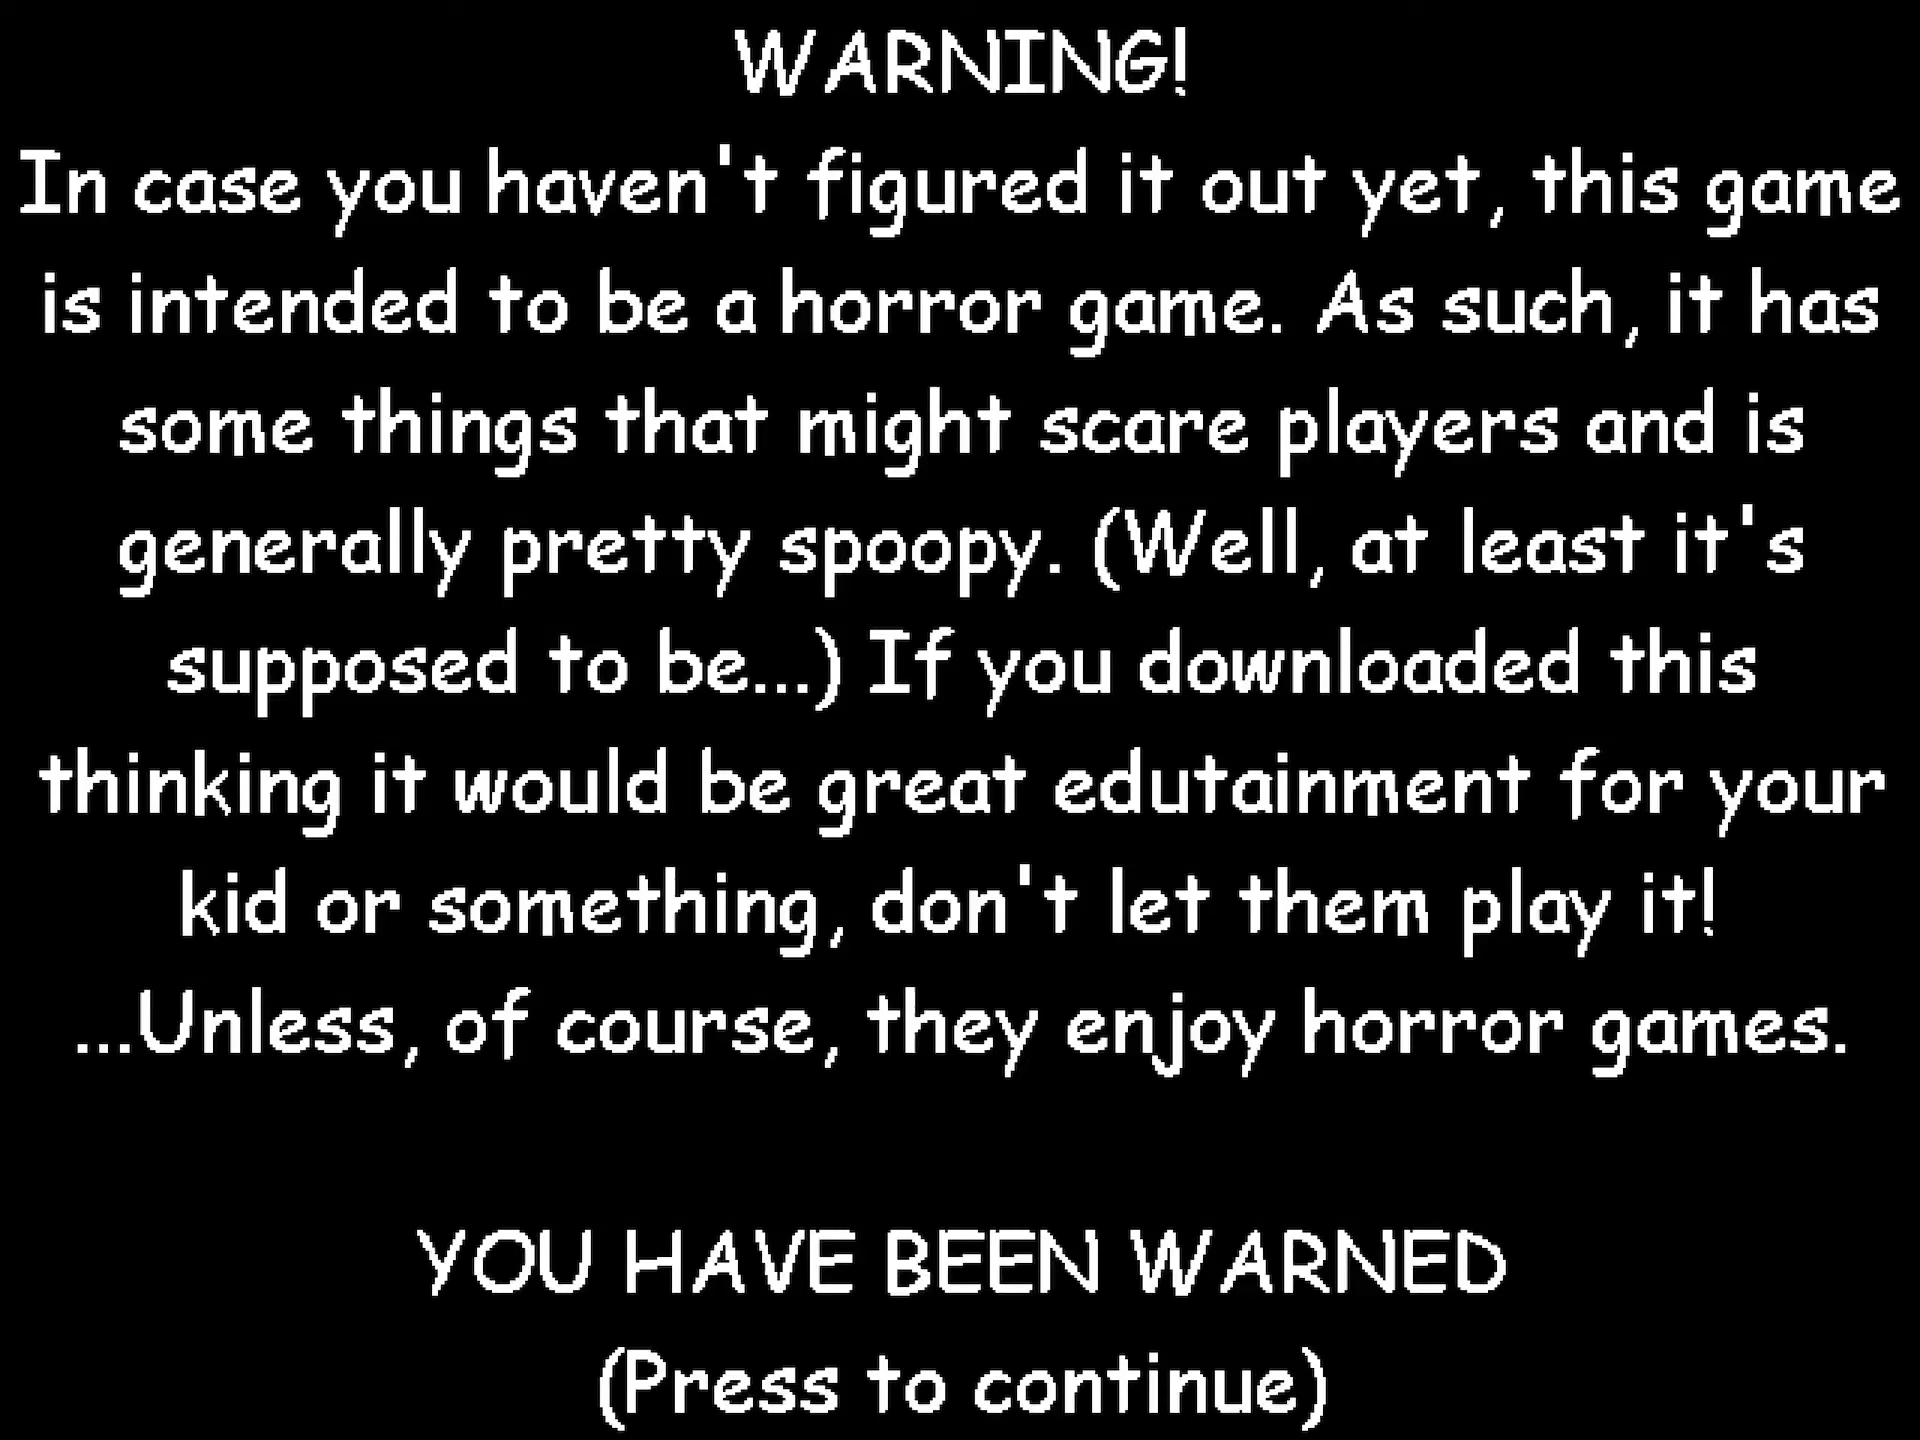 WARNING!
In case you haven't figured it out yet, this game
is intended to be a horror game. As such, it has
some things that might scare players and is
generally pretty spoopy. (Well, at least it's
supposed to be...) If you downloaded this
thinking it would be great edutainment for your
kid or something, don't let them play it!
...Unless, of course, they enjoy horror games.
YOU HAVE BEEN WARNED
(Press to continue)